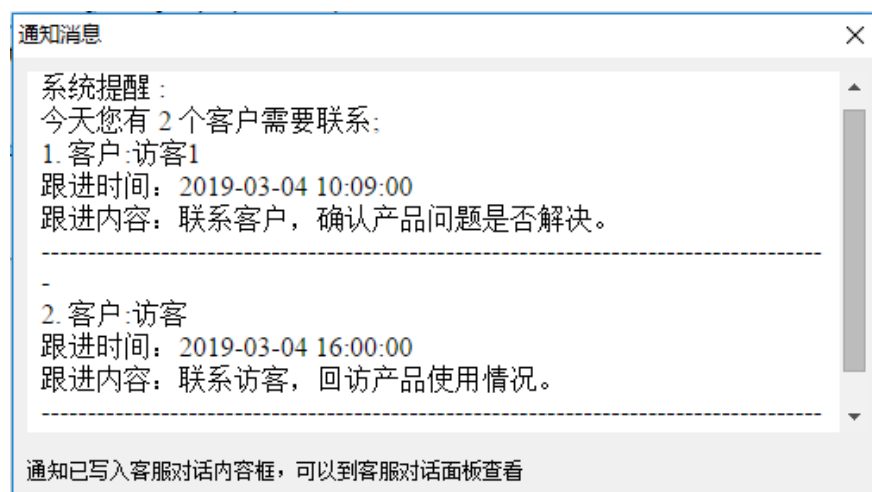 通知消息
系统提醒：
今天您有 2 个客户需要联系;
1. 客户:访客1
跟进时间：2019-03-04 10:09:00
跟进内容：联系客户，确认产品问题是否解决。
--------------------------------------------------------------------------------
-
2. 客户:访客
跟进时间：2019-03-04 16:00:00
跟进内容：联系访客，回访产品使用情况。
--------------------------------------------------------------------------------
通知已写入客服对话内容框，可以到客服对话面板查看